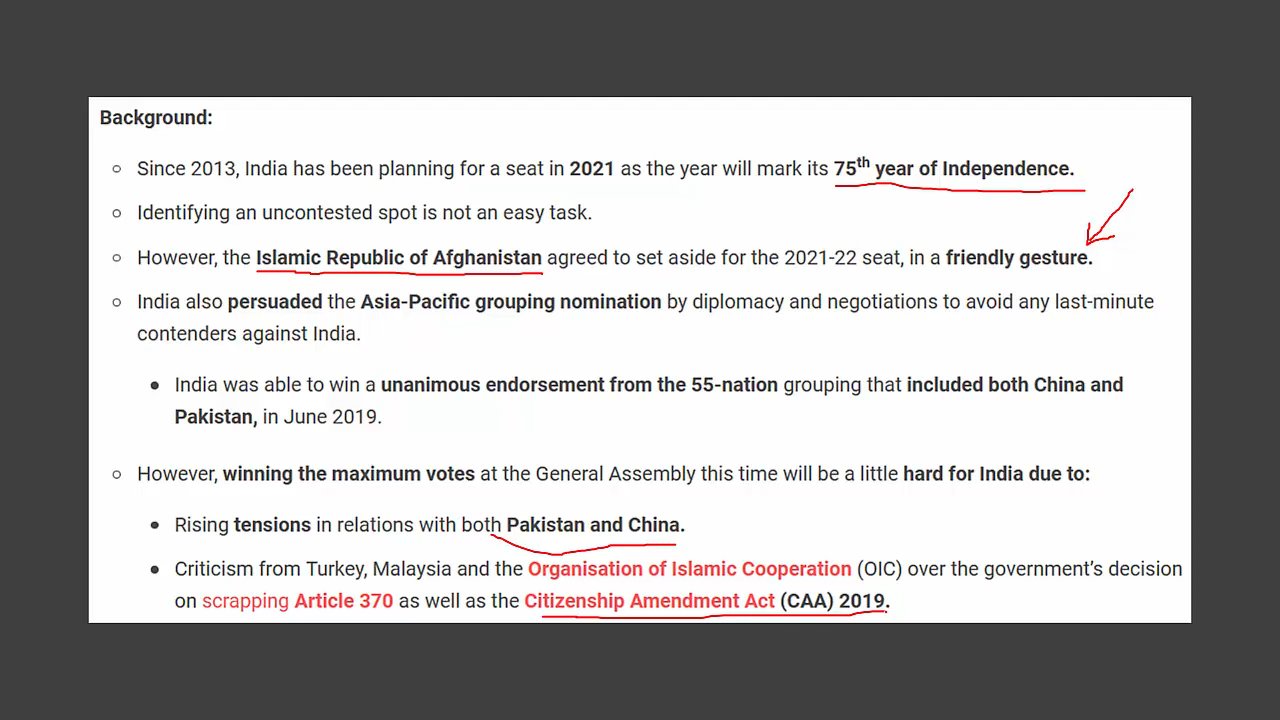 Background:
Since 2013, India has been planning for a seat in 2021 as the year will mark its 75th year of Independence.
Identifying an uncontested spot is not an easy task.
However, the Islamic Republic of Afghanistan agreed to set aside for the 2021-22 seat, in a friendly gesture.
India also persuaded the Asia-Pacific grouping nomination by diplomacy and negotiations to avoid any last-minute
contenders against India.
India was able to win a unanimous endorsement from the 55-nation grouping that included both China and
Pakistan, in June 2019.
However, winning the maximum votes at the General Assembly this time will be a little hard for India due to:
Rising tensions in relations with both Pakistan and China.
Criticism from Turkey, Malaysia and the Organisation of Islamic Cooperation (OIC) over the government’s decision
on scrapping Article 370 as well as the Citizenship Amendment Act (CAA) 2019.